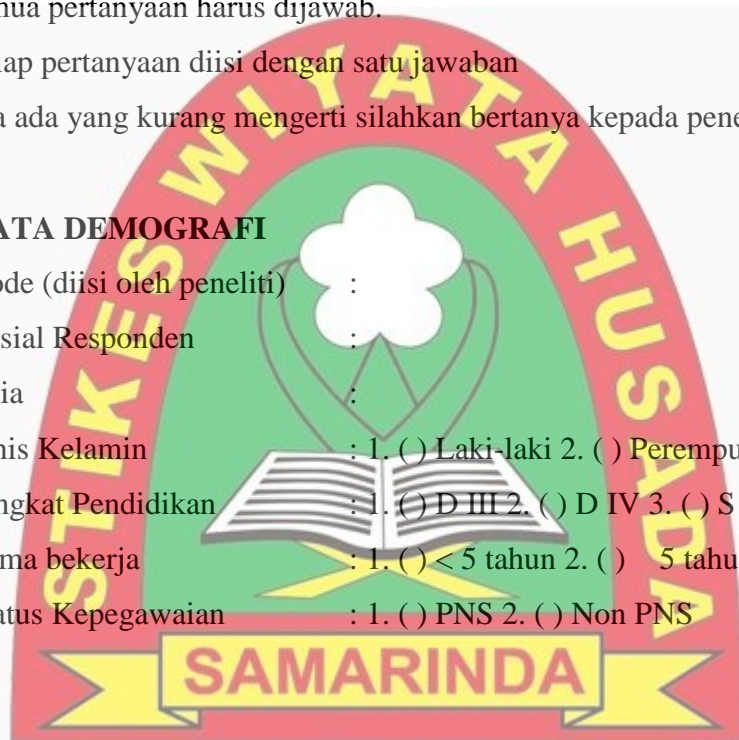 nua pertanyaan harus dijawab.
ap pertanyaan diisi dengan satu jawaban
a ada yang kurang mengerti silahkan bertanya kepada pene
ATA DEMOGRAFI
ode (diisi oleh peneliti) :
sial Responden :
ia :
nis Kelamin : 1. ( ) Laki-laki 2. ( ) Perempu
ngkat Pendidikan : 1. ( ) D III 2. ( ) D IV 3. ( ) S
ma bekerja : 1. ( ) < 5 tahun 2. ( ) 5 tahu
atus Kepegawaian : 1. ( ) PNS 2. ( ) Non PNS
STIKES WIYATA HUSADA
SAMARINDA